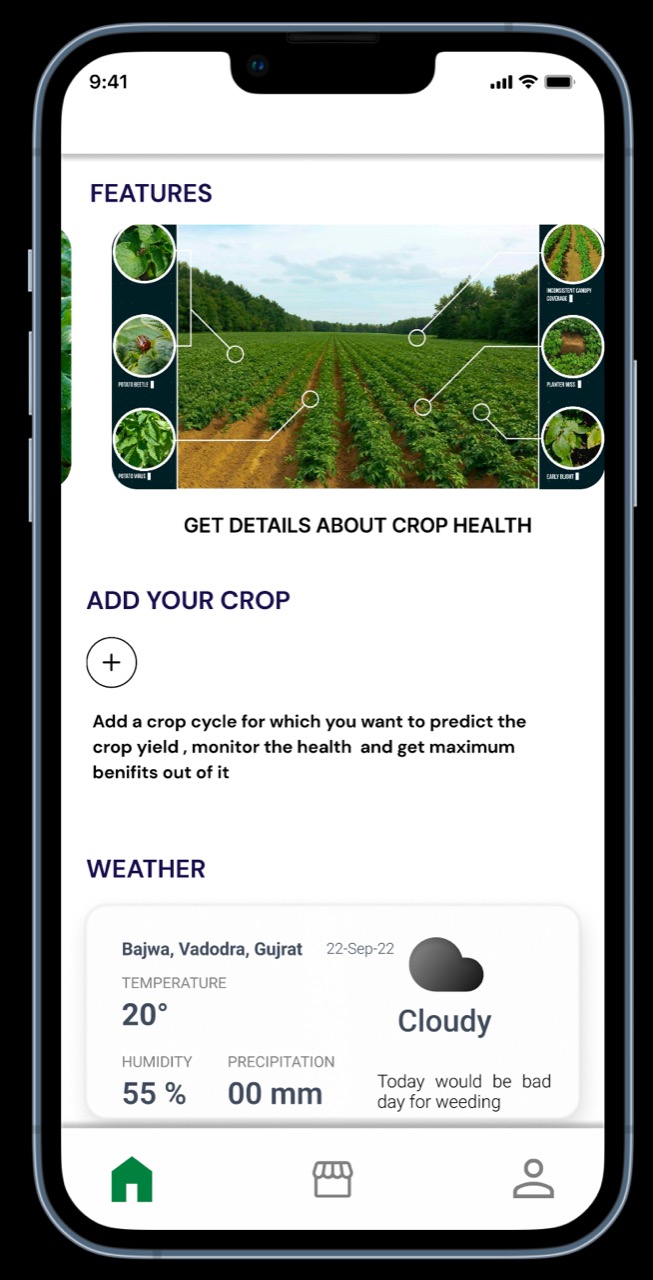 9:41
FEATURES
INCONSISTENT CANOPY
COVERAGE
POTATO BEETLE
PLANTER MISS
POTATO VIRUS
EARLY BLIGHT
GET DETAILS ABOUT CROP HEALTH
ADD YOUR CROP
Add a crop cycle for which you want to predict the
crop yield , monitor the health and get maximum
benifits out of it
WEATHER
Bajwa, Vadodra, Gujrat 22-Sep-22
TEMPERATURE
20°
Cloudy
HUMIDITY PRECIPITATION
55 % 00 mm
Today would be bad
day for weeding